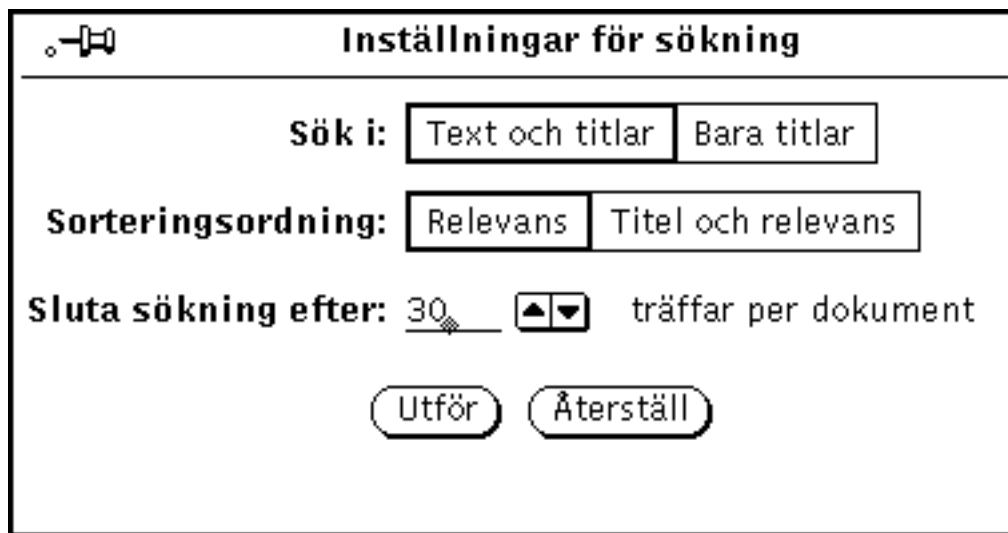 Inställningar för sökning
Sök i: Text och titlar Bara titlar
Sorteringsordning: Relevans Titel och relevans
Sluta sökning efter: 30 träffar per dokument
Utför Återställ